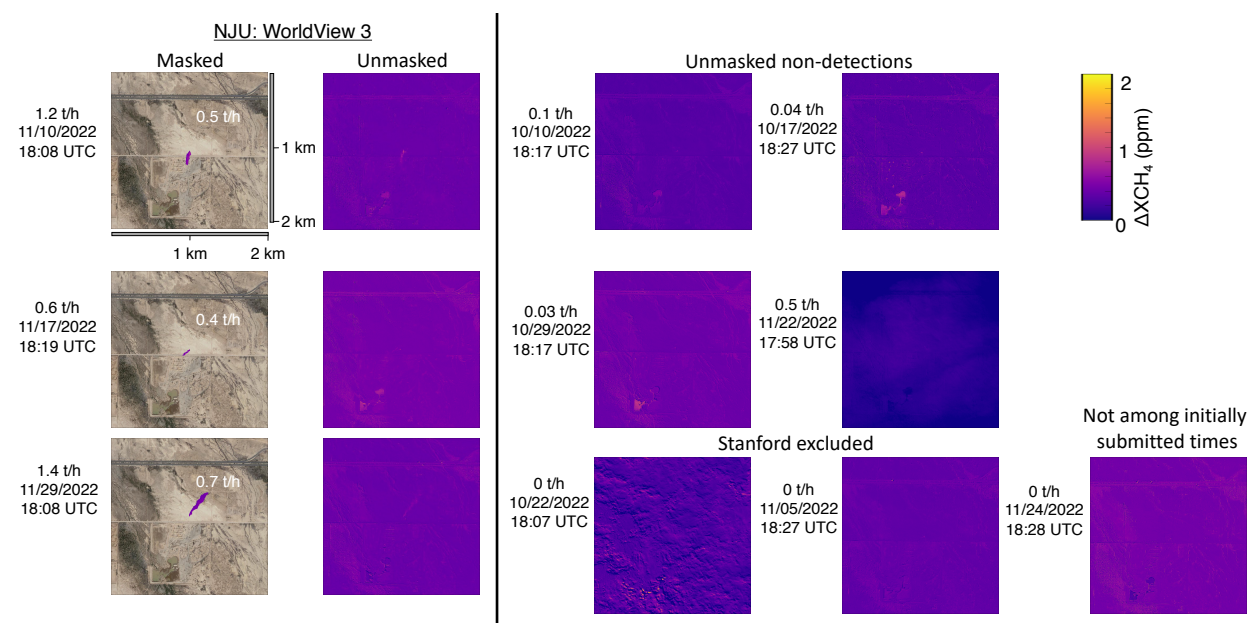 NJU: WorldView 3
Masked
Unmasked
1.2 t/h
11/10/2022
18:08 UTC
0.5 t/h
1 km
2 km
1 km
2 km
0.6 t/h
11/17/2022
18:19 UTC
0.4 t/h
1.4 t/h
11/29/2022
18:08 UTC
0.7 t/h
Unmasked non-detections
0.1 t/h
10/10/2022
18:17 UTC
0.04 t/h
10/17/2022
18:27 UTC
0.03 t/h
10/29/2022
18:17 UTC
0.5 t/h
11/22/2022
17:58 UTC
Stanford excluded
0 t/h
10/22/2022
18:07 UTC
0 t/h
11/05/2022
18:27 UTC
Not among initially
submitted times
0 t/h
11/24/2022
18:28 UTC
2
1
0
ΔXCH₄ (ppm)